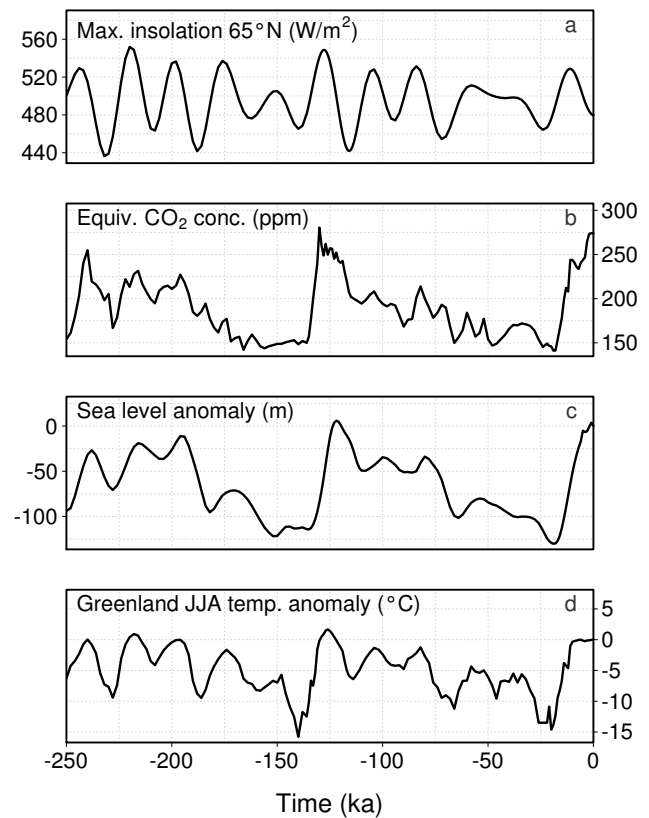 Max. insolation 65°N (W/m²)
a
560
520
480
440
Equiv. CO₂ conc. (ppm)
b
300
250
200
150
Sea level anomaly (m)
c
0
-50
-100
Greenland JJA temp. anomaly (°C)
d
5
0
-5
-10
-15
-250 -200 -150 -100 -50 0
Time (ka)